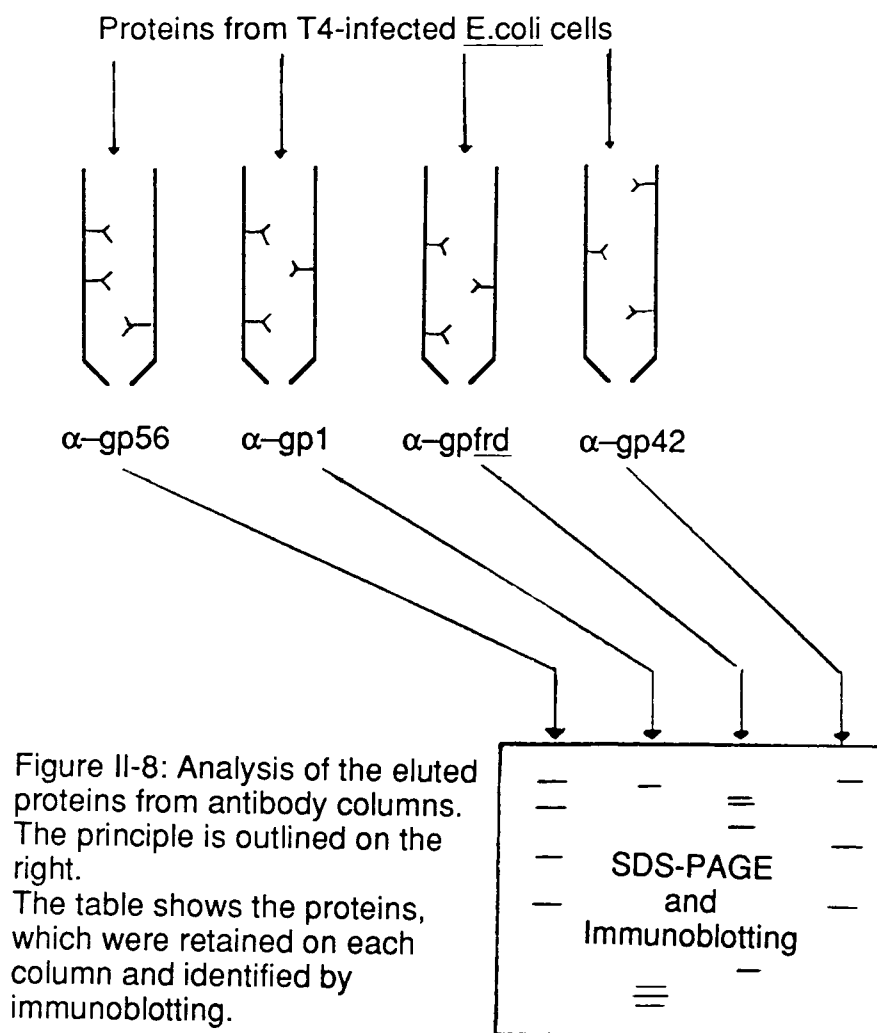 Proteins from T4-infected E.coli cells
α–gp56 α–gp1 α–gpfrd α–gp42
Figure II-8: Analysis of the eluted
proteins from antibody columns.
The principle is outlined on the
right.
The table shows the proteins,
which were retained on each
column and identified by
immunoblotting.
SDS-PAGE
and
Immunoblotting